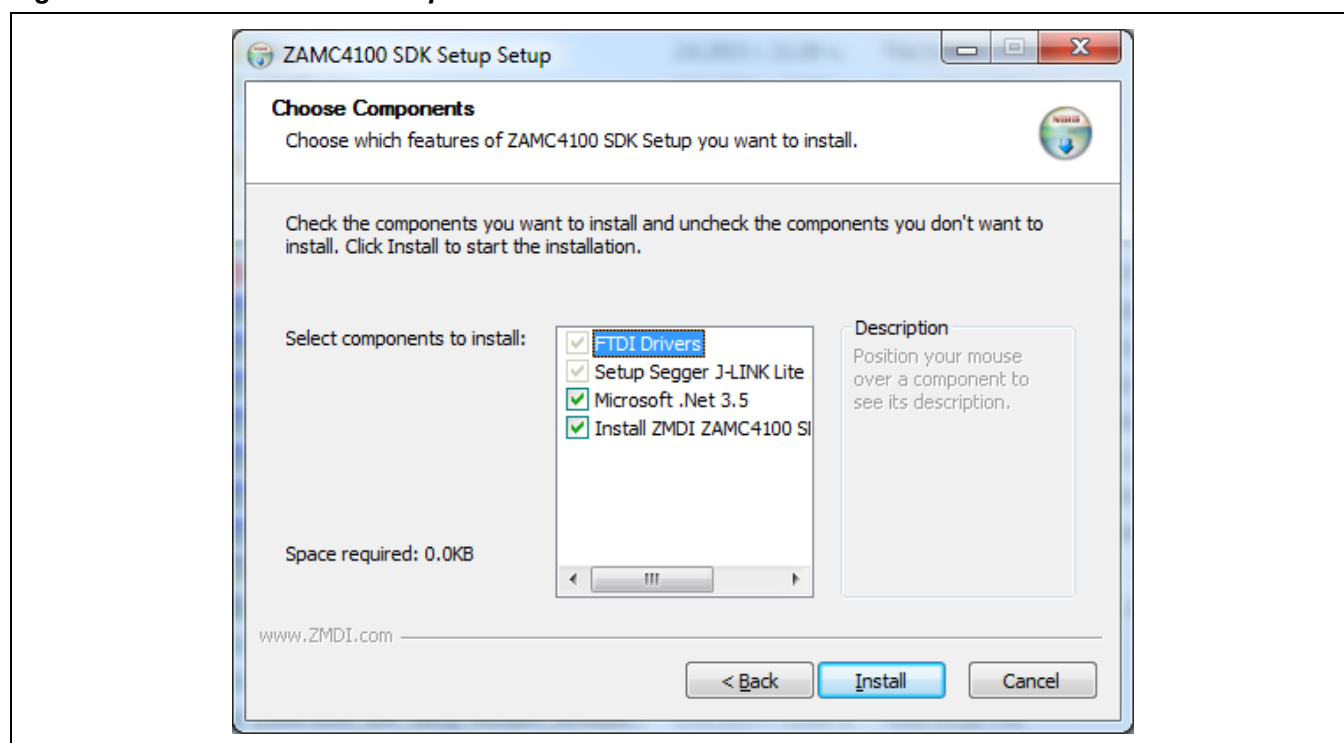 ZAMC4100 SDK Setup Setup
Choose Components
Choose which features of ZAMC4100 SDK Setup you want to install.
Check the components you want to install and uncheck the components you don't want to
install. Click Install to start the installation.
Select components to install:
FTDI Drivers
Setup Segger J-LINK Lite
Microsoft .Net 3.5
Install ZMDI ZAMC4100
Description
Position your mouse
over a component to
see its description.
Space required: 0.0KB
www.ZMDI.com
< Back
Install
Cancel